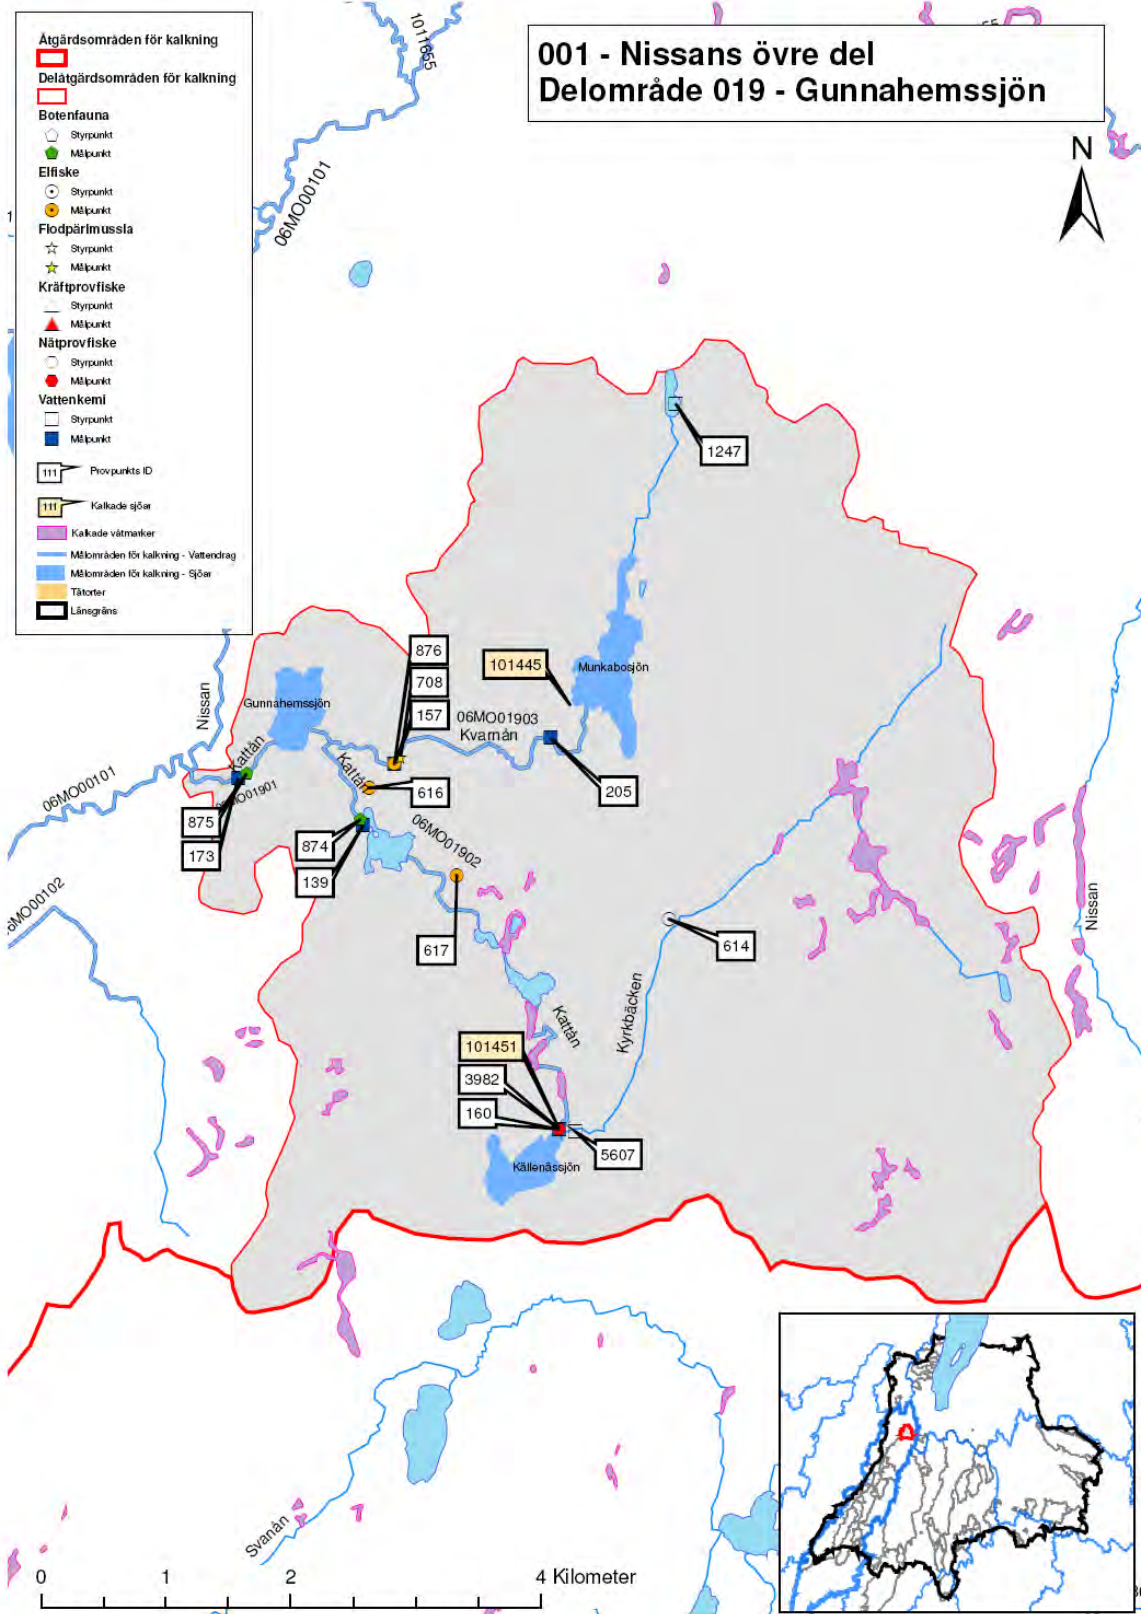 001 - Nissans övre del
Delområde 019 - Gunnahemssjön
N
Åtgärdsområden för kalkning
Delåtgärdsområden för kalkning
Botenfauna
Styrpunkt
Målpunkt
Elfiske
Styrpunkt
Målpunkt
Flodpärlmussla
Styrpunkt
Målpunkt
Kräftprovfiske
Styrpunkt
Målpunkt
Nätprovfiske
Styrpunkt
Målpunkt
Vattenkemi
Styrpunkt
Målpunkt
111 Provpunkts ID
111 Kalkade sjöar
Kalkade våtmarker
Målområden för kalkning - Vattendrag
Målområden för kalkning - Sjöar
Tätorter
Länsgräns
1011655
06MO00101
1247
876
708
157
101445
Munkabosjön
Gunnahemssjön
Nissan
06MO01903
Kvarnån
Kattån
Kattån
06MO00101
616
205
875
173
874
139
06MO01902
06MO00102
617
614
Nissan
Kattån
Kyrkbäcken
101451
3982
160
5607
Källenässjön
Svanån
0 1 2 4 Kilometer